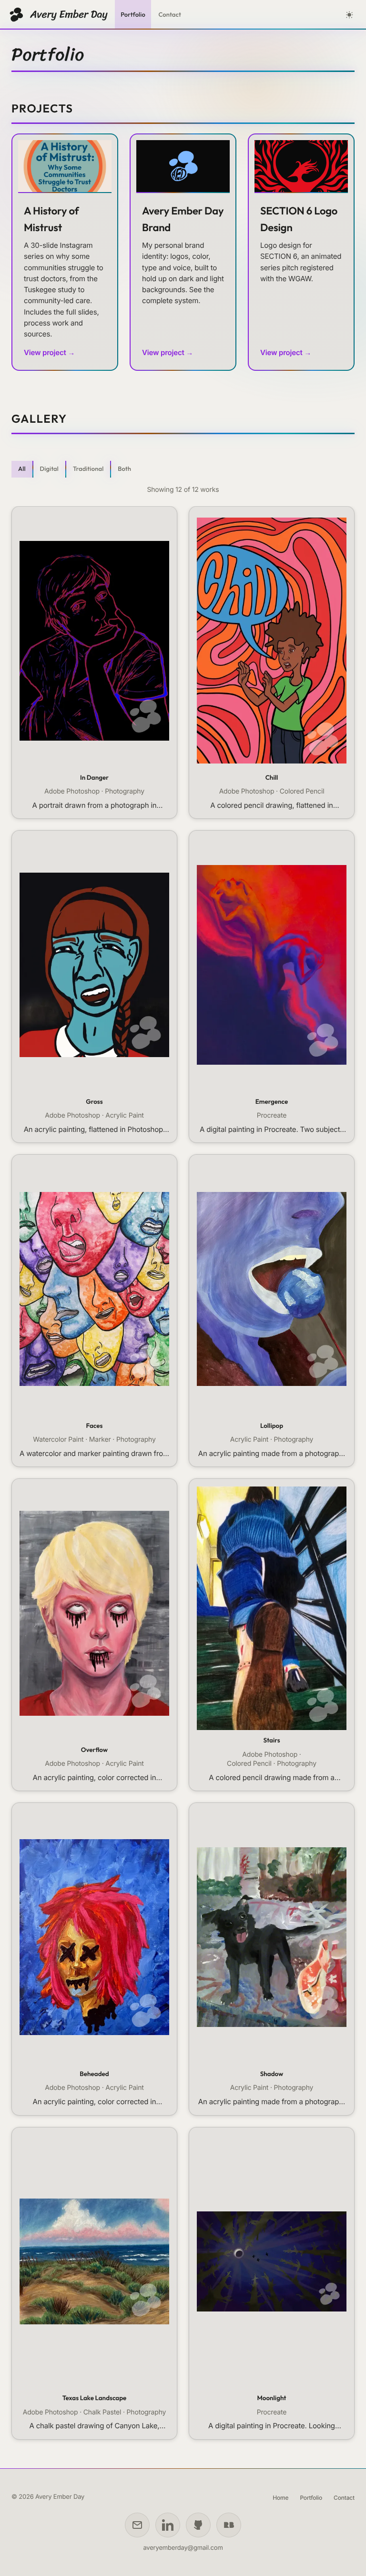 Avery Ember Day
Portfolio
Contact
Portfolio
PROJECTS
A History of
Mistrust:
Why Some
Communities
Struggle to Trust
Doctors
A History of
Mistrust
A 30-slide Instagram
series on why some
communities struggle to
trust doctors, from the
Tuskegee study to
community-led care.
Includes the full slides,
process work and
sources.
View project →
Avery Ember Day
Brand
My personal brand
identity: logos, color,
type and voice, built to
hold up on dark and light
backgrounds. See the
complete system.
View project →
SECTION 6 Logo
Design
Logo design for
SECTION 6, an animated
series pitch registered
with the WGAW.
View project →
GALLERY
All
Digital
Traditional
Both
Showing 12 of 12 works
In Danger
Adobe Photoshop · Photography
A portrait drawn from a photograph in...
Chill
Chill
Adobe Photoshop · Colored Pencil
A colored pencil drawing, flattened in...
Gross
Adobe Photoshop · Acrylic Paint
An acrylic painting, flattened in Photoshop...
Emergence
Procreate
A digital painting in Procreate. Two subject...
Faces
Watercolor Paint · Marker · Photography
A watercolor and marker painting drawn fro...
Lollipop
Acrylic Paint · Photography
An acrylic painting made from a photograp...
Overflow
Adobe Photoshop · Acrylic Paint
An acrylic painting, color corrected in...
Stairs
Adobe Photoshop ·
Colored Pencil · Photography
A colored pencil drawing made from a...
Beheaded
Adobe Photoshop · Acrylic Paint
An acrylic painting, color corrected in...
Shadow
Acrylic Paint · Photography
An acrylic painting made from a photograp...
Texas Lake Landscape
Adobe Photoshop · Chalk Pastel · Photography
A chalk pastel drawing of Canyon Lake,...
Moonlight
Procreate
A digital painting in Procreate. Looking...
© 2026 Avery Ember Day
Home
Portfolio
Contact
averyemberday@gmail.com